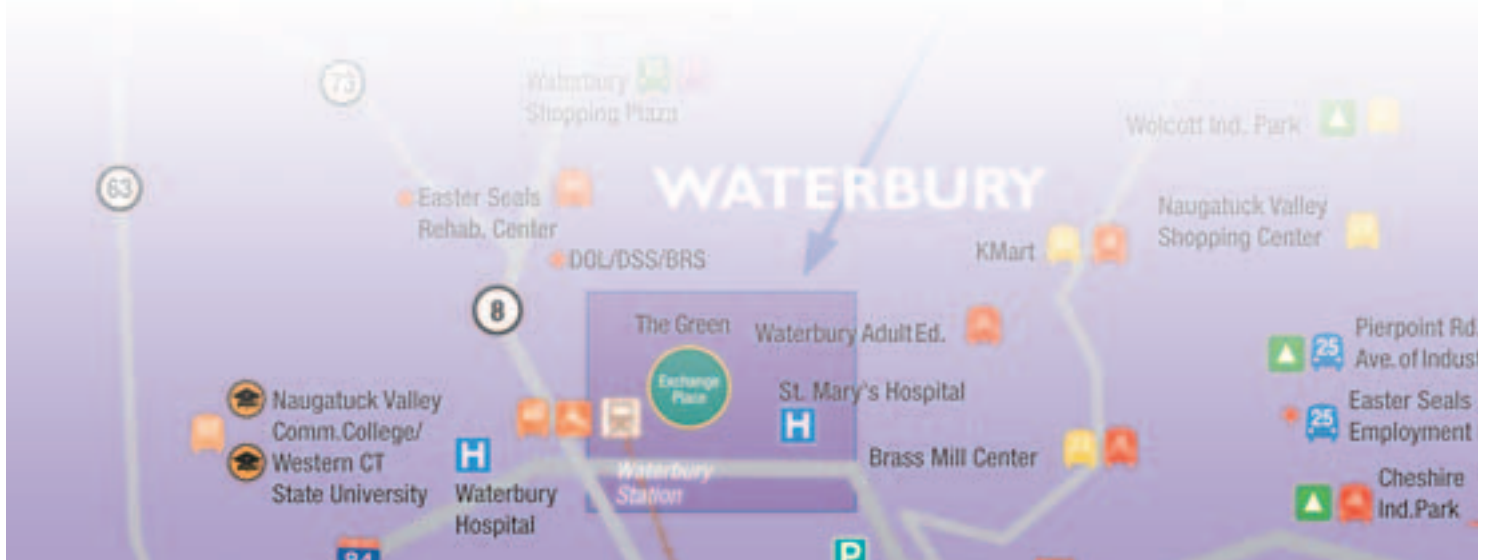 73
Waterbury
Shopping Plaza
Wolcott Ind. Park
63
Easter Seals
Rehab. Center
WATERBURY
Naugatuck Valley
Shopping Center
KMart
DOL/DSS/BRS
8
The Green
Waterbury Adult Ed.
Pierpoint Rd.
25
Ave. of Indust
Exchange
Place
St. Mary's Hospital
H
Naugatuck Valley
Comm.College/
Western CT
State University
Easter Seals
25
Employment
H
Waterbury
Hospital
Waterbury
Station
Brass Mill Center
Cheshire
Ind.Park
84
P